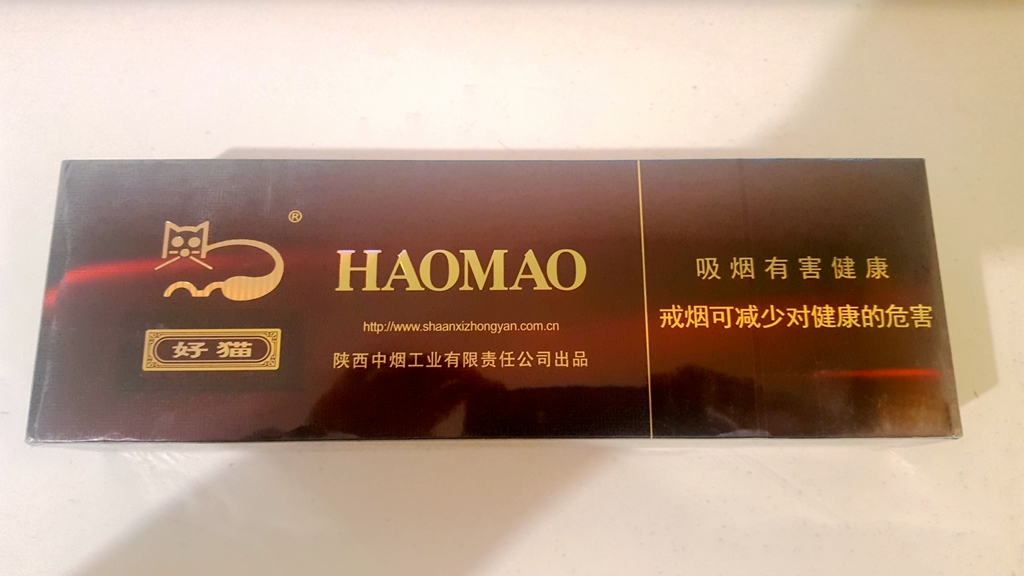 ®
HAOMAO
http://www.shaanxizhongyan.com.cn
好猫
陕西中烟工业有限责任公司出品
吸烟有害健康
戒烟可减少对健康的危害